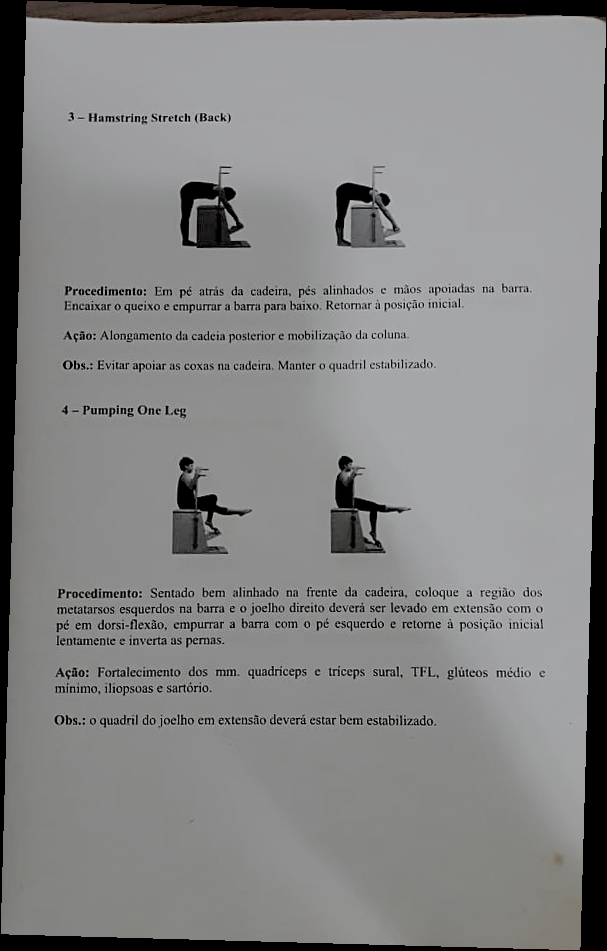 3 – Hamstring Stretch (Back)
Procedimento: Em pé atrás da cadeira, pés alinhados e mãos apoiadas na barra.
Encaixar o queixo e empurrar a barra para baixo. Retornar à posição inicial.
Ação: Alongamento da cadeia posterior e mobilização da coluna.
Obs.: Evitar apoiar as coxas na cadeira. Manter o quadril estabilizado.
4 – Pumping One Leg
Procedimento: Sentado bem alinhado na frente da cadeira, coloque a região dos
metatarsos esquerdos na barra e o joelho direito deverá ser levado em extensão com o
pé em dorsi-flexão, empurrar a barra com o pé esquerdo e retorne à posição inicial
lentamente e inverta as pernas.
Ação: Fortalecimento dos mm. quadríceps e tríceps sural, TFL, glúteos médio e
mínimo, iliopsoas e sartório.
Obs.: o quadril do joelho em extensão deverá estar bem estabilizado.